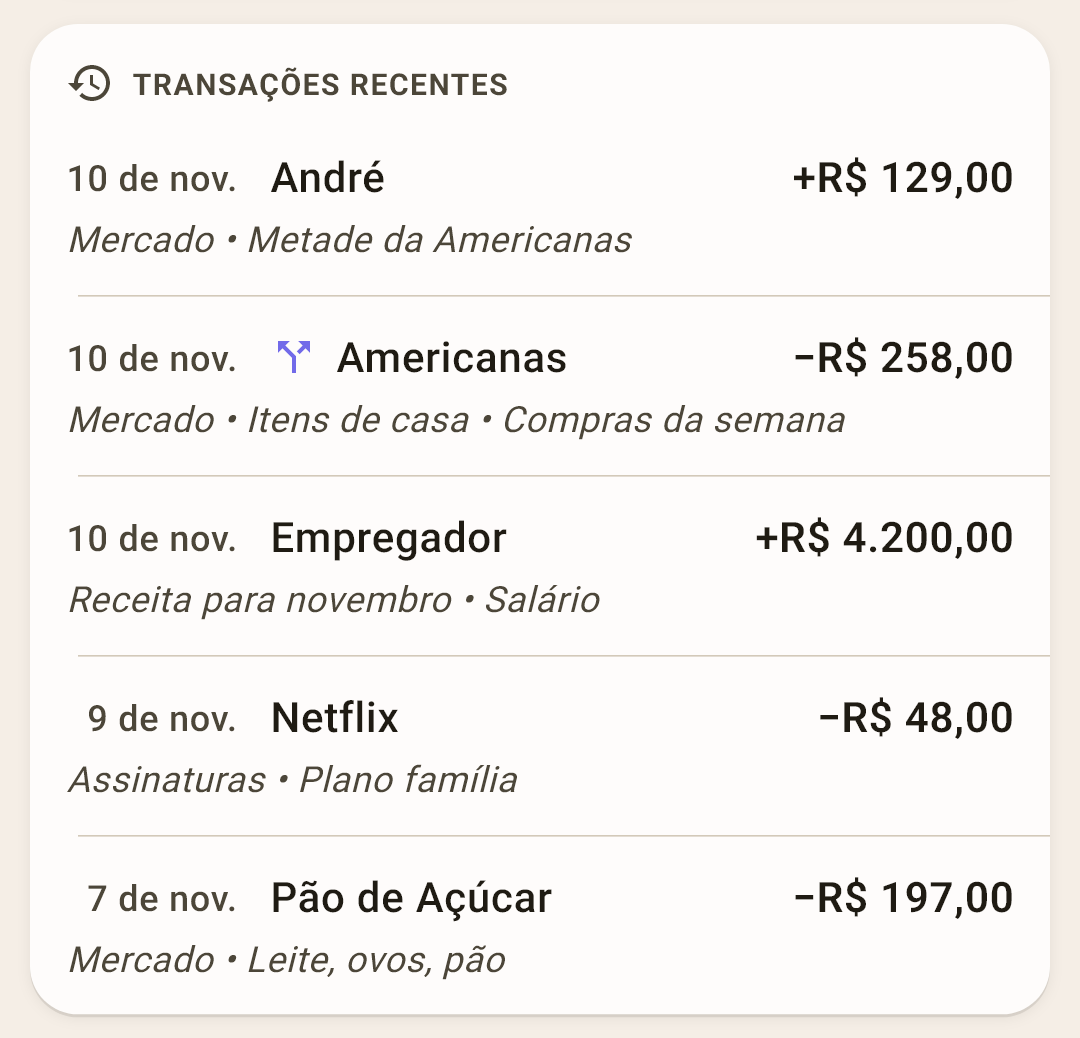 TRANSAÇÕES RECENTES
10 de nov. André +R$ 129,00
Mercado • Metade da Americanas
10 de nov. Americanas −R$ 258,00
Mercado • Itens de casa • Compras da semana
10 de nov. Empregador +R$ 4.200,00
Receita para novembro • Salário
9 de nov. Netflix −R$ 48,00
Assinaturas • Plano família
7 de nov. Pão de Açúcar −R$ 197,00
Mercado • Leite, ovos, pão